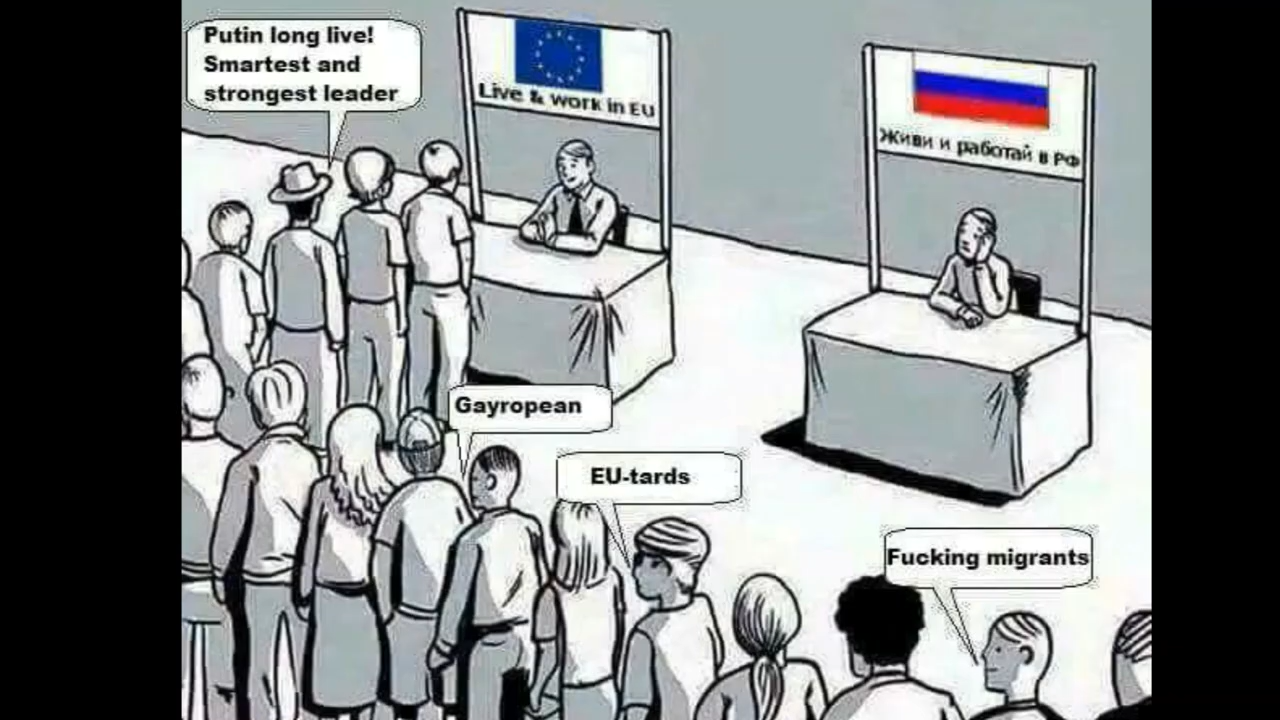 Putin long live!
Smartest and
strongest leader
Live & work in EU
Живи и работай в РФ
Gayropean
EU-tards
Fucking migrants